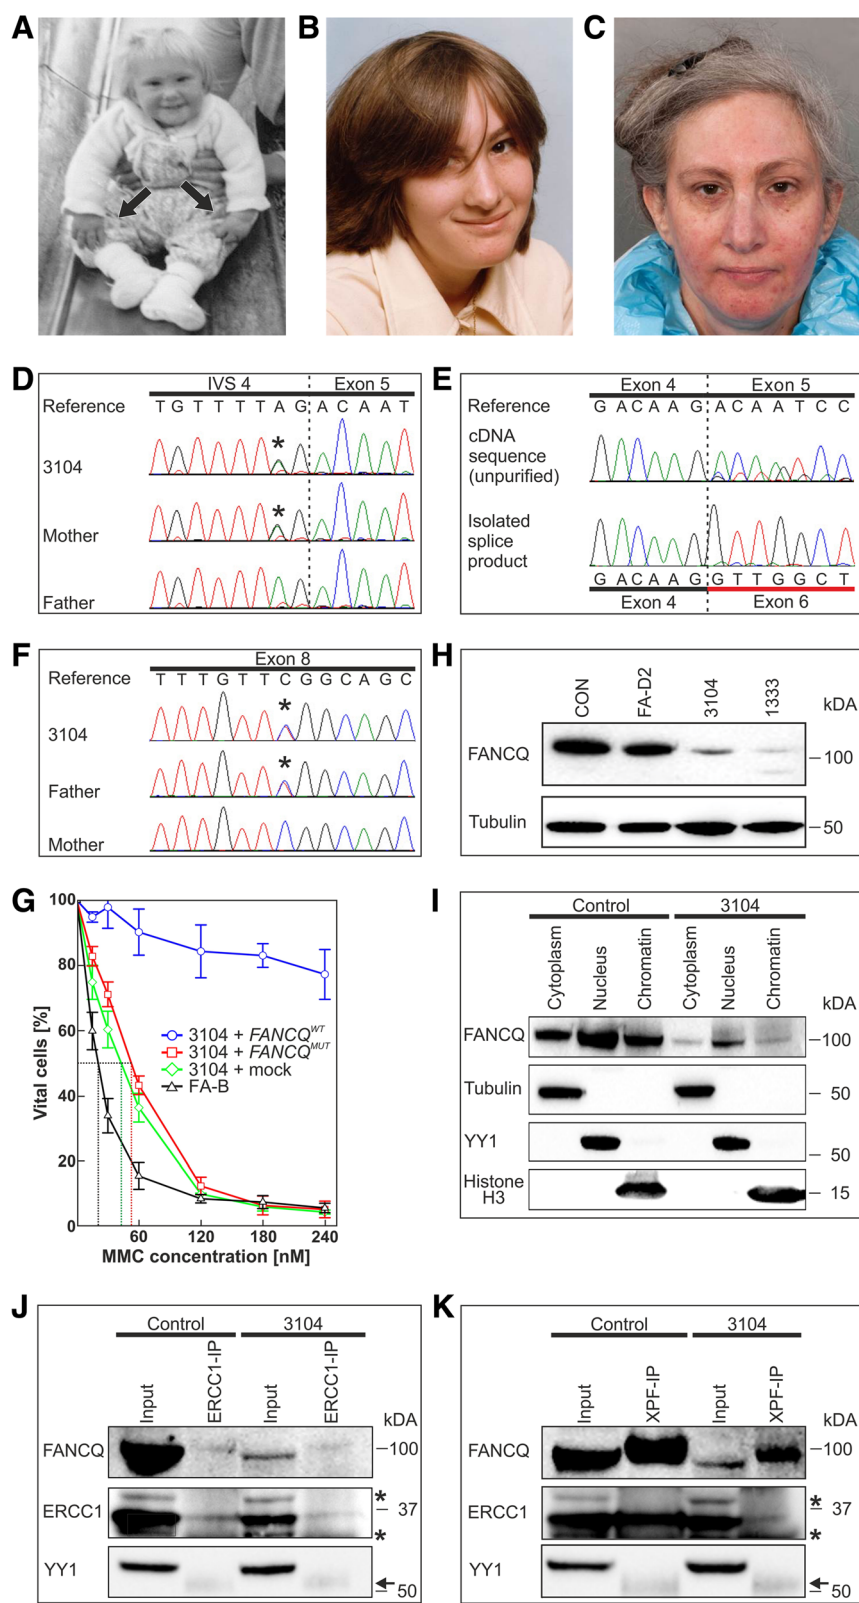 A
B
C
D
IVS 4 Exon 5
Reference T G T T T T A G A C A A T
3104 *
Mother *
Father
E
Exon 4 Exon 5
Reference G A C A A G A C A A T C C
cDNA
sequence
(unpurified)
Isolated
splice
product
G A C A A G G T T G G C T
Exon 4 Exon 6
F
Exon 8
Reference T T T G T T C G G C A G C
3104 *
Father *
Mother
H
CON FA-D2 3104 1333 kDA
FANCQ 100
Tubulin 50
G
Vital cells [%]
100
80
60
40
20
0
3104 + FANCQWT
3104 + FANCQMUT
3104 + mock
FA-B
60 120 180 240
MMC concentration [nM]
I
Control 3104
Cytoplasm Nucleus Chromatin Cytoplasm Nucleus Chromatin
kDA
FANCQ 100
Tubulin 50
YY1 50
Histone
H3 15
J
Control 3104
Input ERCC1-IP Input ERCC1-IP
kDA
FANCQ 100
ERCC1 * 37
*
YY1 50
K
Control 3104
Input XPF-IP Input XPF-IP
kDA
FANCQ 100
ERCC1 * 37
*
YY1 50